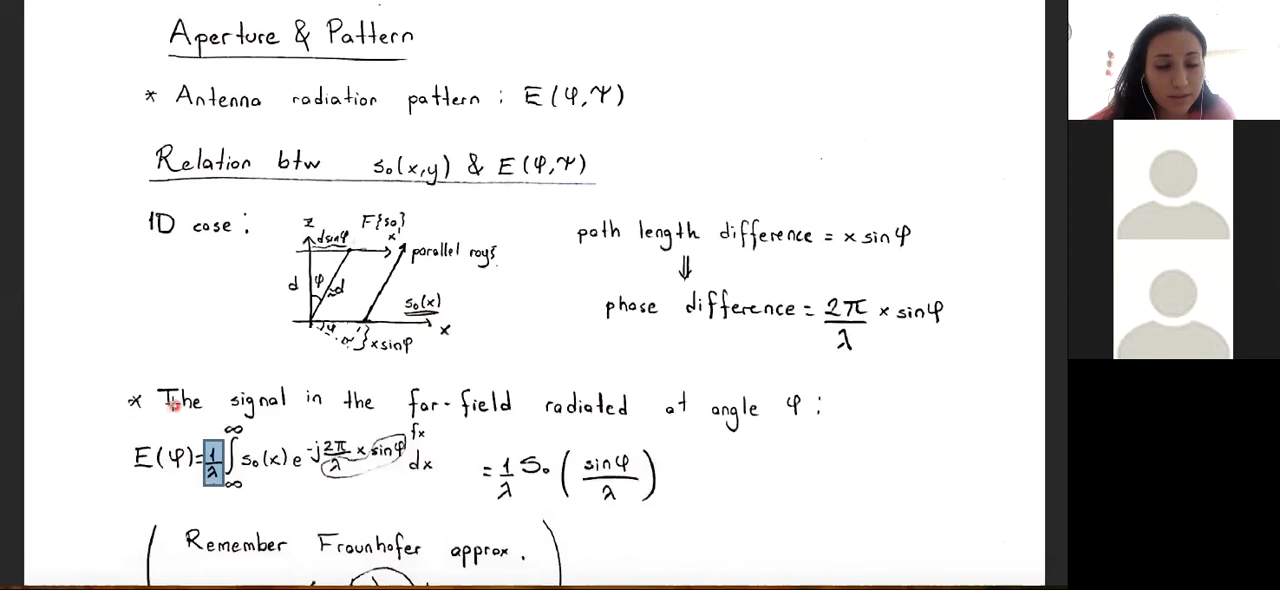 Aperture & Pattern
* Antenna radiation pattern : E(φ,Ψ)
Relation btw s₀(x,y) & E(φ,Ψ)
1D case :
z
F{s₀}
x'
d sinφ
parallel rays
d
φ
≈d
s₀(x)
x
φ
} x sinφ
path length difference = x sinφ
⇓
phase difference = 2π/λ x sinφ
* The signal in the far-field radiated at angle φ :
E(φ) = 1/λ ∫_∞^∞ s₀(x) e^{-j 2π/λ x sinφ} dx = 1/λ S₀ ( sinφ/λ )
fx
Remember Fraunhofer approx.